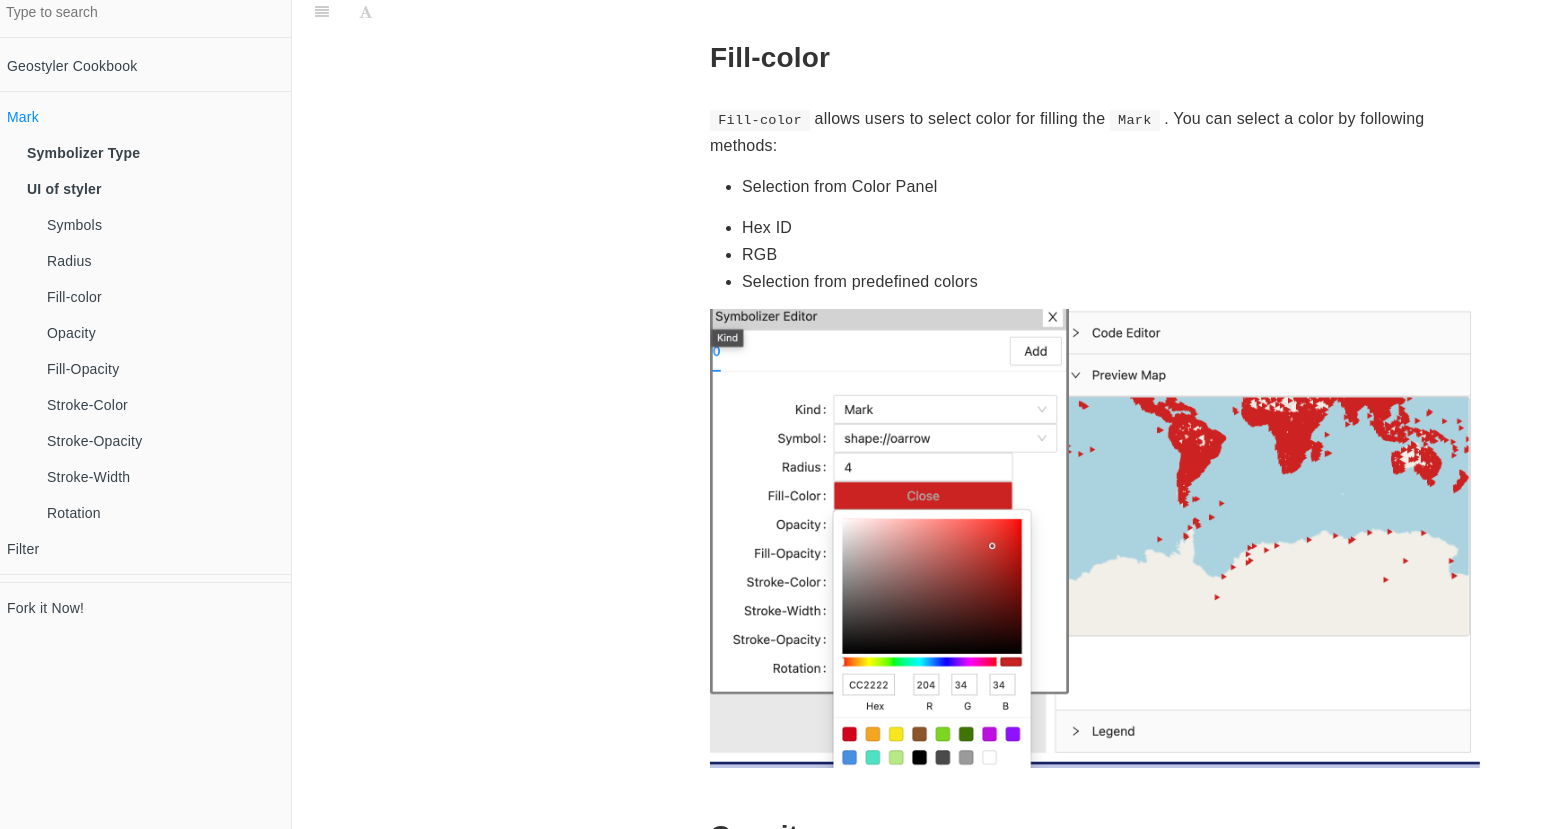 Type to search
A
Geostyler Cookbook
Mark
Symbolizer Type
UI of styler
Symbols
Radius
Fill-color
Opacity
Fill-Opacity
Stroke-Color
Stroke-Opacity
Stroke-Width
Rotation
Filter
Fork it Now!
Fill-color
Fill-color allows users to select color for filling the Mark . You can select a color by following
methods:
Selection from Color Panel
Hex ID
RGB
Selection from predefined colors
Symbolizer Editor X
Kind
0
Add
Kind: Mark
Symbol: shape://oarrow
Radius: 4
Fill-Color: Close
Opacity:
Fill-Opacity:
Stroke-Color:
Stroke-Width:
Stroke-Opacity:
Rotation:
CC2222 204 34 34
Hex R G B
Code Editor
Preview Map
Legend